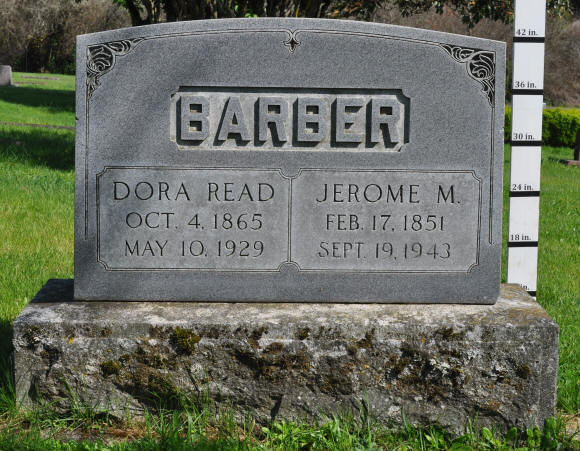 BARBER
DORA READ
OCT. 4, 1865
MAY 10, 1929
JEROME M.
FEB. 17, 1851
SEPT. 19, 1943
42 in.
36 in.
30 in.
24 in.
18 in.